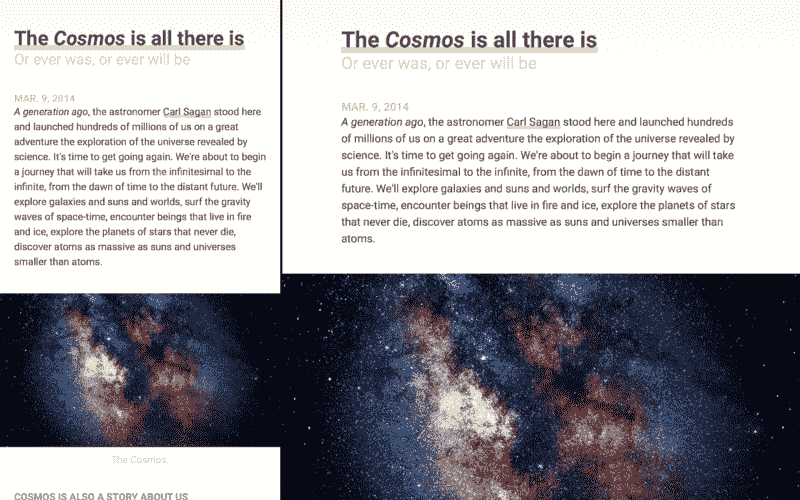 The Cosmos is all there is
Or ever was, or ever will be
MAR. 9, 2014
A generation ago, the astronomer Carl Sagan stood here
and launched hundreds of millions of us on a great
adventure the exploration of the universe revealed by
science. It's time to get going again. We're about to begin
a journey that will take us from the infinitesimal to the
infinite, from the dawn of time to the distant future. We'll
explore galaxies and suns and worlds, surf the gravity
waves of space-time, encounter beings that live in fire
and ice, explore the planets of stars that never die,
discover atoms as massive as suns and universes
smaller than atoms.
The Cosmos.
COSMOS IS ALSO A STORY ABOUT US
The Cosmos is all there is
Or ever was, or ever will be
MAR. 9, 2014
A generation ago, the astronomer Carl Sagan stood here and launched hundreds
of millions of us on a great adventure the exploration of the universe revealed by
science. It's time to get going again. We're about to begin a journey that will take
us from the infinitesimal to the infinite, from the dawn of time to the distant
future. We'll explore galaxies and suns and worlds, surf the gravity waves of
space-time, encounter beings that live in fire and ice, explore the planets of stars
that never die, discover atoms as massive as suns and universes smaller than
atoms.